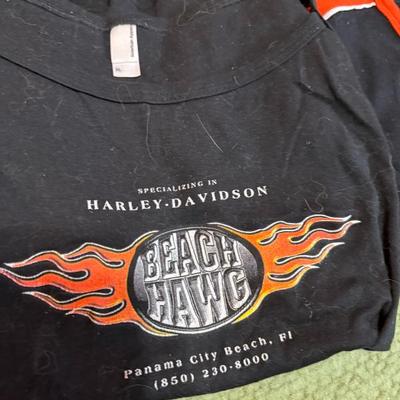 SPECIALIZING IN
HARLEY-DAVIDSON
BEACH
HAWG
Panama City Beach, Fl
(850) 230-8000